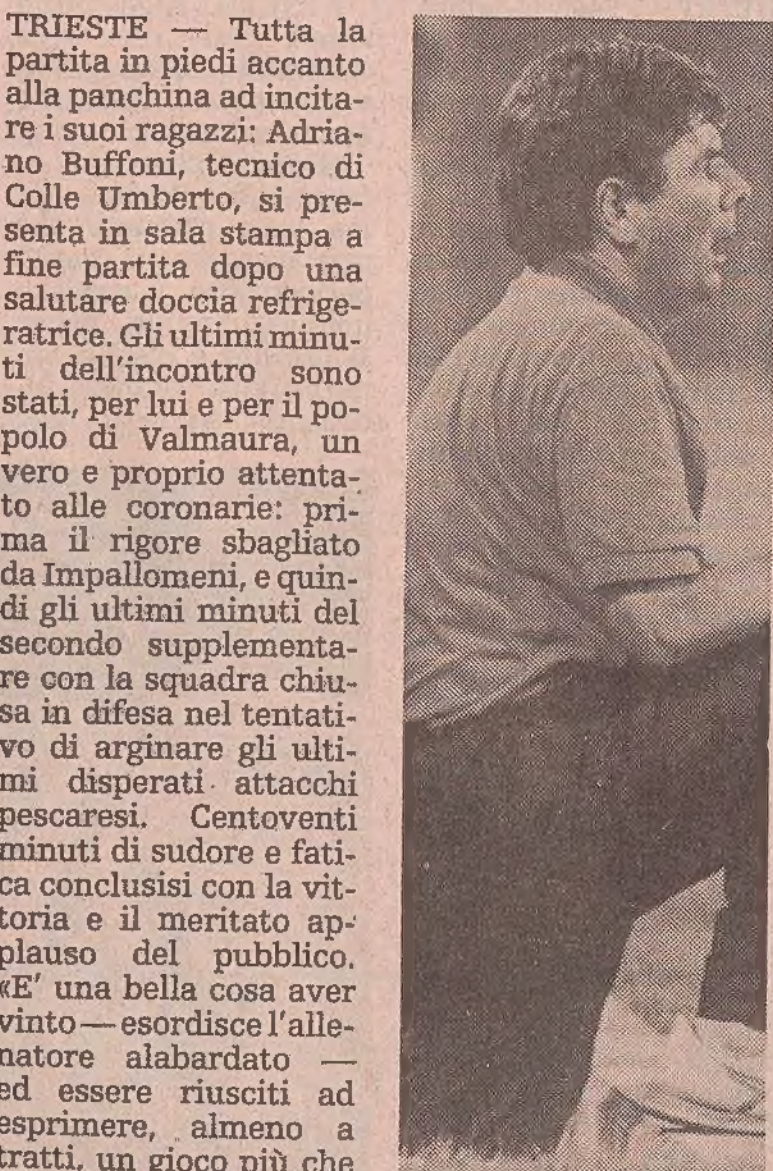 TRIESTE — Tutta la
partita in piedi accanto
alla panchina ad incita-
re i suoi ragazzi: Adria-
no Buffoni, tecnico di
Colle Umberto, si pre-
senta in sala stampa a
fine partita dopo una
salutare doccia refrige-
ratrice. Gli ultimi minu-
ti dell'incontro sono
stati, per lui e per il po-
polo di Valmaura, un
vero e proprio attenta-
to alle coronarie: pri-
ma il rigore sbagliato
da Impallomeni, e quin-
di gli ultimi minuti del
secondo supplementa-
re con la squadra chiu-
sa in difesa nel tentati-
vo di arginare gli ulti-
mi disperati attacchi
pescaresi. Centoventi
minuti di sudore e fati-
ca conclusisi con la vit-
toria e il meritato ap-
plauso del pubblico.
«E' una bella cosa aver
vinto — esordisce l'alle-
natore alabardato —
ed essere riusciti ad
esprimere, almeno a
tratti, un gioco più che